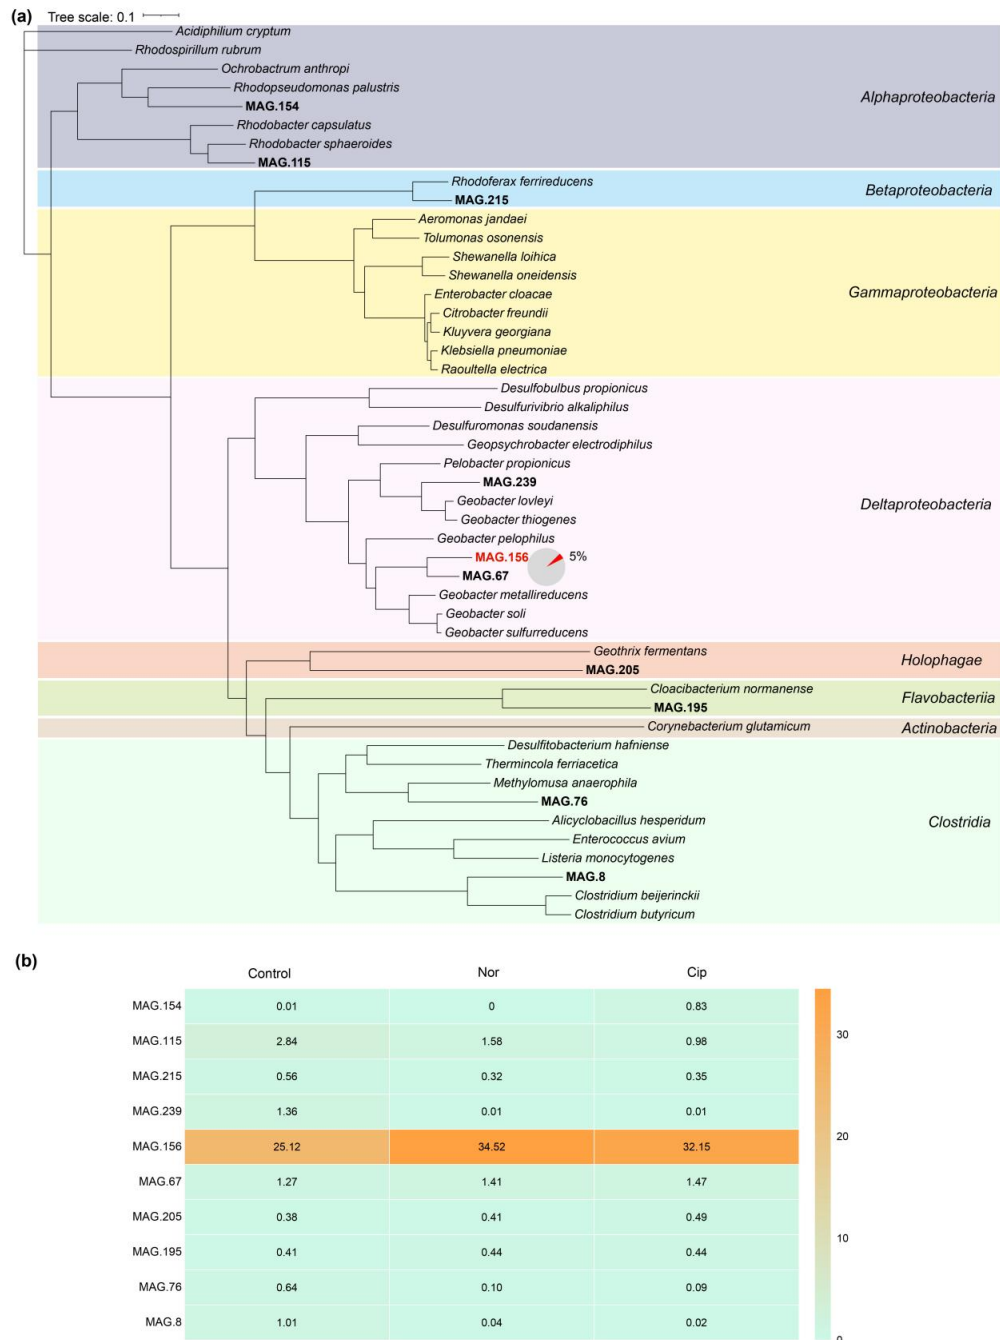 (a)
Tree scale: 0.1
Acidiphilium cryptum
Rhodospirillum rubrum
Ochrobactrum anthropi
Rhodopseudomonas palustris
Alphaproteobacteria
MAG.154
Rhodobacter capsulatus
Rhodobacter sphaeroides
MAG.115
Rhodoferax ferrireducens
Betaproteobacteria
MAG.215
Aeromonas jandaei
Tolumonas osonensis
Shewanella loihica
Shewanella oneidensis
Gammaproteobacteria
Enterobacter cloacae
Citrobacter freundii
Kluyvera georgiana
Klebsiella pneumoniae
Raoultella electrica
Desulfobulbus propionicus
Desulfurivibrio alkaliphilus
Desulfuromonas soudanensis
Geopsychrobacter electrodiphilus
Pelobacter propionicus
MAG.239
Geobacter lovleyi
Deltaproteobacteria
Geobacter thiogenes
Geobacter pelophilus
MAG.156 5%
MAG.67
Geobacter metallireducens
Geobacter soli
Geobacter sulfurreducens
Geothrix fermentans
Holophagae
MAG.205
Cloacibacterium normanense
Flavobacteriia
MAG.195
Corynebacterium glutamicum
Actinobacteria
Desulfitobacterium hafniense
Thermincola ferriacetica
Methylomusa anaerophila
MAG.76
Alicyclobacillus hesperidum
Clostridia
Enterococcus avium
Listeria monocytogenes
MAG.8
Clostridium beijerinckii
Clostridium butyricum
(b)
Control Nor Cip
MAG.154 0.01 0 0.83
MAG.115 2.84 1.58 0.98
MAG.215 0.56 0.32 0.35
MAG.239 1.36 0.01 0.01
MAG.156 25.12 34.52 32.15
MAG.67 1.27 1.41 1.47
MAG.205 0.38 0.41 0.49
MAG.195 0.41 0.44 0.44
MAG.76 0.64 0.10 0.09
MAG.8 1.01 0.04 0.02
30
20
10
0